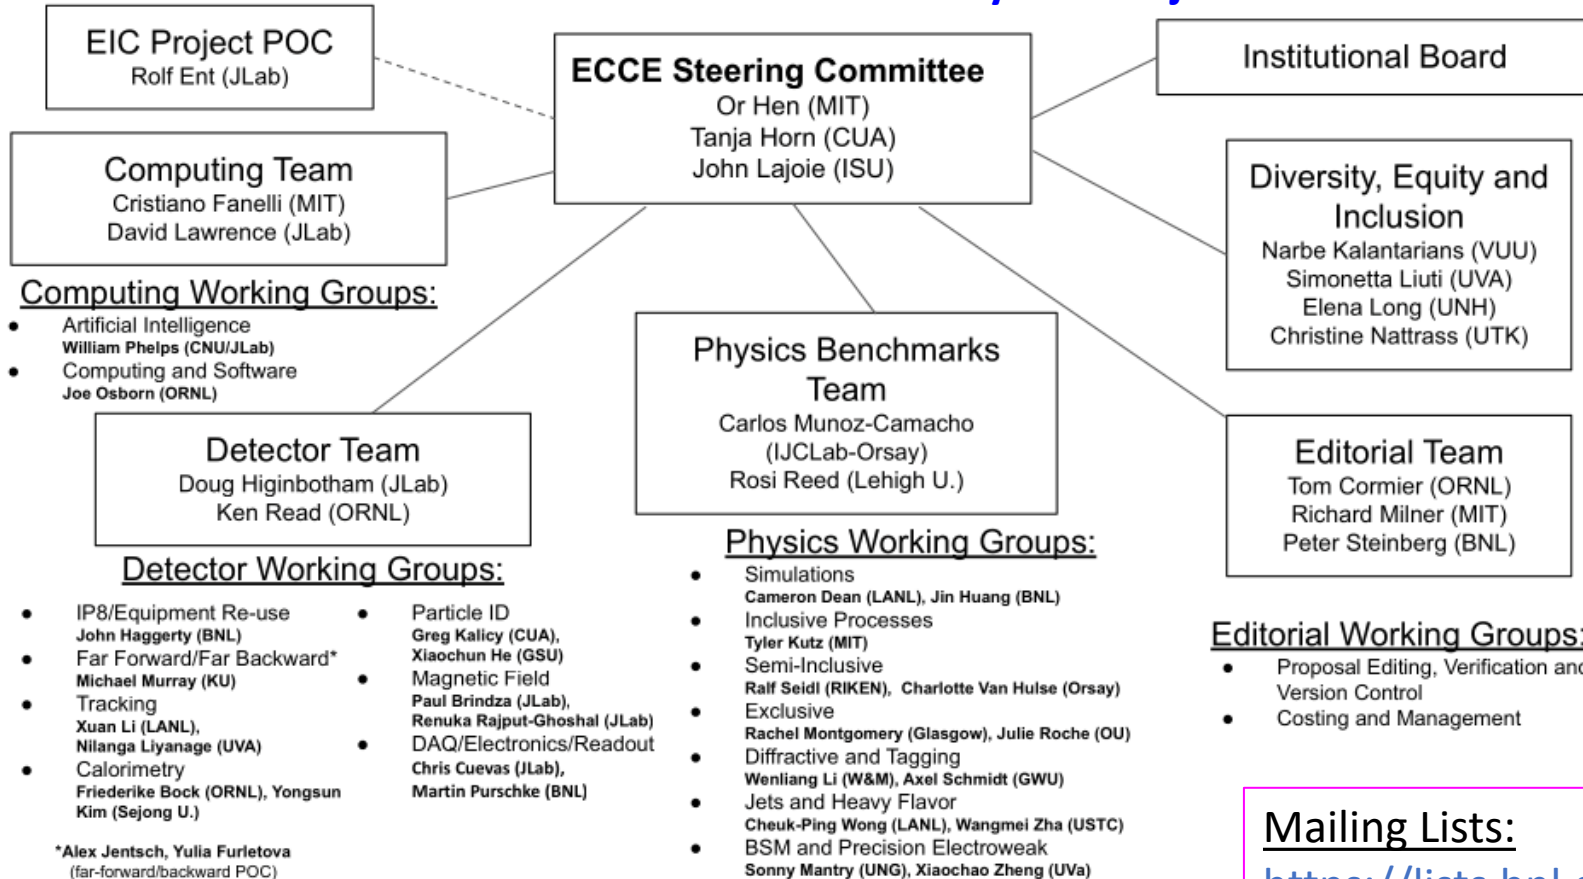 EIC Project POC
Rolf Ent (JLab)
ECCE Steering Committee
Or Hen (MIT)
Tanja Horn (CUA)
John Lajoie (ISU)
Institutional Board
Computing Team
Cristiano Fanelli (MIT)
David Lawrence (JLab)
Diversity, Equity and
Inclusion
Narbe Kalantarians (VUU)
Simonetta Liuti (UVA)
Elena Long (UNH)
Christine Nattrass (UTK)
Computing Working Groups:
● Artificial Intelligence
William Phelps (CNU/JLab)
● Computing and Software
Joe Osborn (ORNL)
Detector Team
Doug Higinbotham (JLab)
Ken Read (ORNL)
Physics Benchmarks
Team
Carlos Munoz-Camacho
(IJCLab-Orsay)
Rosi Reed (Lehigh U.)
Editorial Team
Tom Cormier (ORNL)
Richard Milner (MIT)
Peter Steinberg (BNL)
Detector Working Groups:
● IP8/Equipment Re-use
John Haggerty (BNL)
● Far Forward/Far Backward*
Michael Murray (KU)
● Tracking
Xuan Li (LANL),
Nilanga Liyanage (UVA)
● Calorimetry
Friederike Bock (ORNL), Yongsun
Kim (Sejong U.)
*Alex Jentsch, Yulia Furletova
(far-forward/backward POC)
● Particle ID
Greg Kalicy (CUA),
Xiaochun He (GSU)
● Magnetic Field
Paul Brindza (JLab),
Renuka Rajput-Ghoshal (JLab)
● DAQ/Electronics/Readout
Chris Cuevas (JLab),
Martin Purschke (BNL)
Physics Working Groups:
● Simulations
Cameron Dean (LANL), Jin Huang (BNL)
● Inclusive Processes
Tyler Kutz (MIT)
● Semi-Inclusive
Ralf Seidl (RIKEN), Charlotte Van Hulse (Orsay)
● Exclusive
Rachel Montgomery (Glasgow), Julie Roche (OU)
● Diffractive and Tagging
Wenliang Li (W&M), Axel Schmidt (GWU)
● Jets and Heavy Flavor
Cheuk-Ping Wong (LANL), Wangmei Zha (USTC)
● BSM and Precision Electroweak
Sonny Mantry (UNG), Xiaochao Zheng (UVa)
Editorial Working Groups:
● Proposal Editing, Verification and
Version Control
● Costing and Management
Mailing Lists: